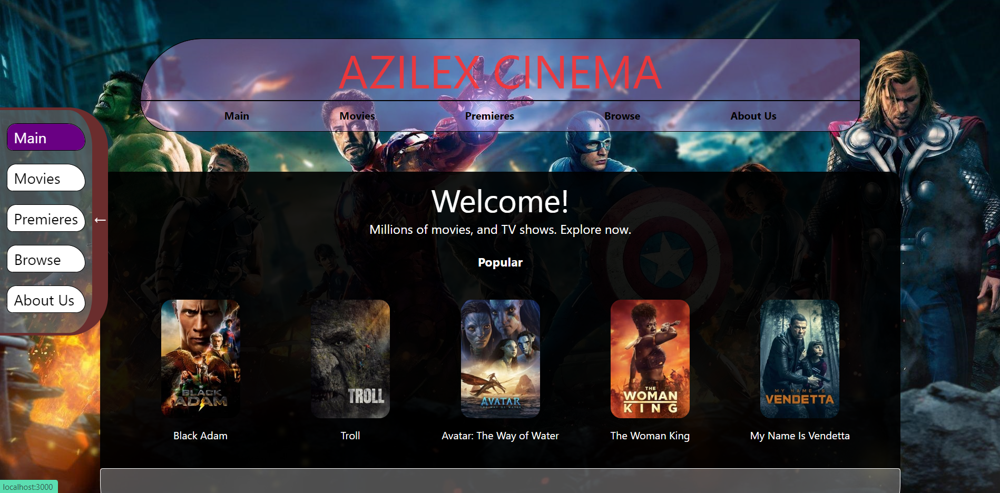 AZILEX CINEMA
Main Movies Premieres Browse About Us
Main
Movies
Premieres
←
Browse
About Us
Welcome!
Millions of movies, and TV shows. Explore now.
Popular
BLACK
ADAM
TROLL
AVATAR
THE WAY OF WATER
THE
WOMAN
KING
MY NAME IS
VENDETTA
Black Adam Troll Avatar: The Way of Water The Woman King My Name Is Vendetta
localhost:3000